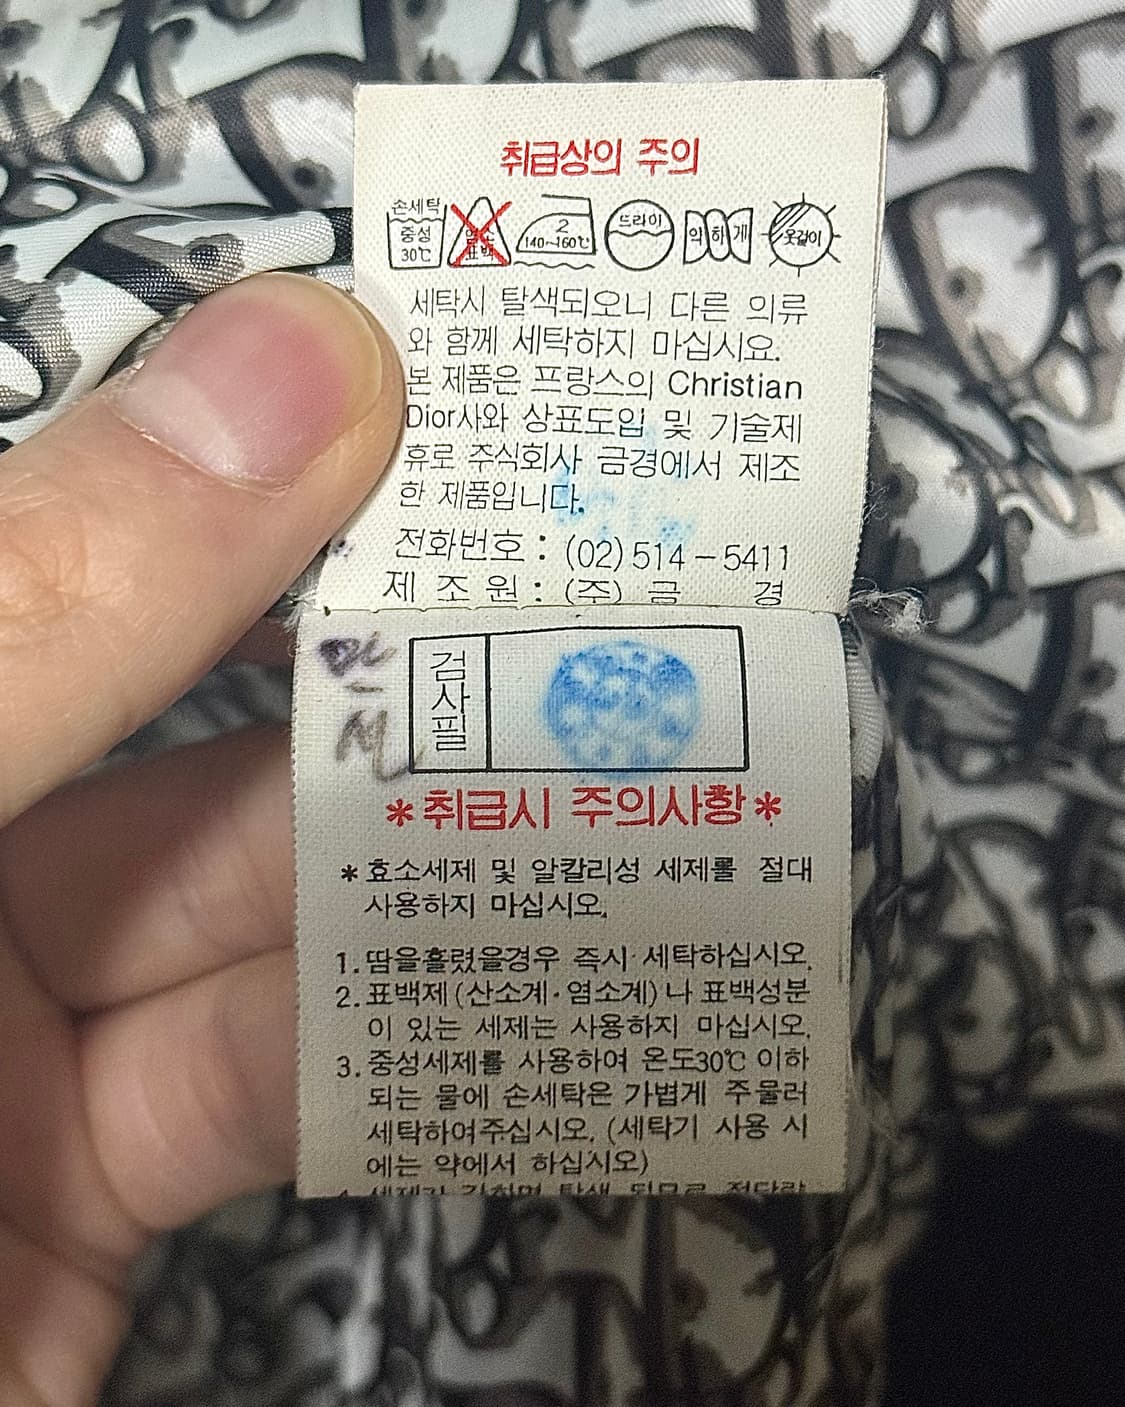 취급상의 주의
손세탁
중성
30℃
염소
표백
2
140~160℃
드라이
약하게
옷걸이
세탁시 탈색되오니 다른 의류
와 함께 세탁하지 마십시요.
본 제품은 프랑스의 Christian
Dior사와 상표도입 및 기술제
휴로 주식회사 금경에서 제조
한 제품입니다.
전화번호 : (02) 514-5411
제 조 원 : (주) 금 경
검사필
*취급시 주의사항*
*효소세제 및 알칼리성 세제를 절대
사용하지 마십시오.
1. 땀을흘렸을경우 즉시 세탁하십시오.
2. 표백제(산소계·염소계)나 표백성분
이 있는 세제는 사용하지 마십시오.
3. 중성세제를 사용하여 온도30℃ 이하
되는 물에 손세탁은 가볍게 주물러
세탁하여주십시오. (세탁기 사용 시
에는 약에서 하십시오)